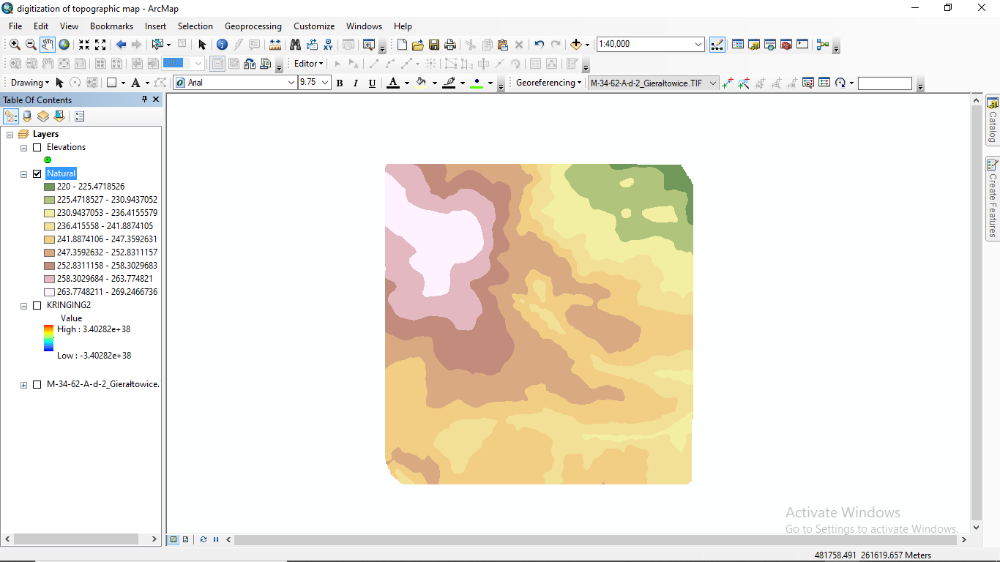 digitization of topographic map - ArcMap
File Edit View Bookmarks Insert Selection Geoprocessing Customize Windows Help
1:40,000
100%
Editor
Drawing A Arial 9.75 B I U A Georeferencing M-34-62-A-d-2_Gierałtowice.TIF
Table Of Contents
Layers
Elevations
Natural
220 - 225.4718526
225.4718527 - 230.9437052
230.9437053 - 236.4155579
236.415558 - 241.8874105
241.8874106 - 247.3592631
247.3592632 - 252.8311157
252.8311158 - 258.3029683
258.3029684 - 263.774821
263.7748211 - 269.2466736
KRINGING2
Value
High : 3.40282e+38
Low : -3.40282e+38
M-34-62-A-d-2_Gierałtowice.
Catalog
Create Features
Activate Windows
Go to Settings to activate Windows.
481758.491 261619.657 Meters